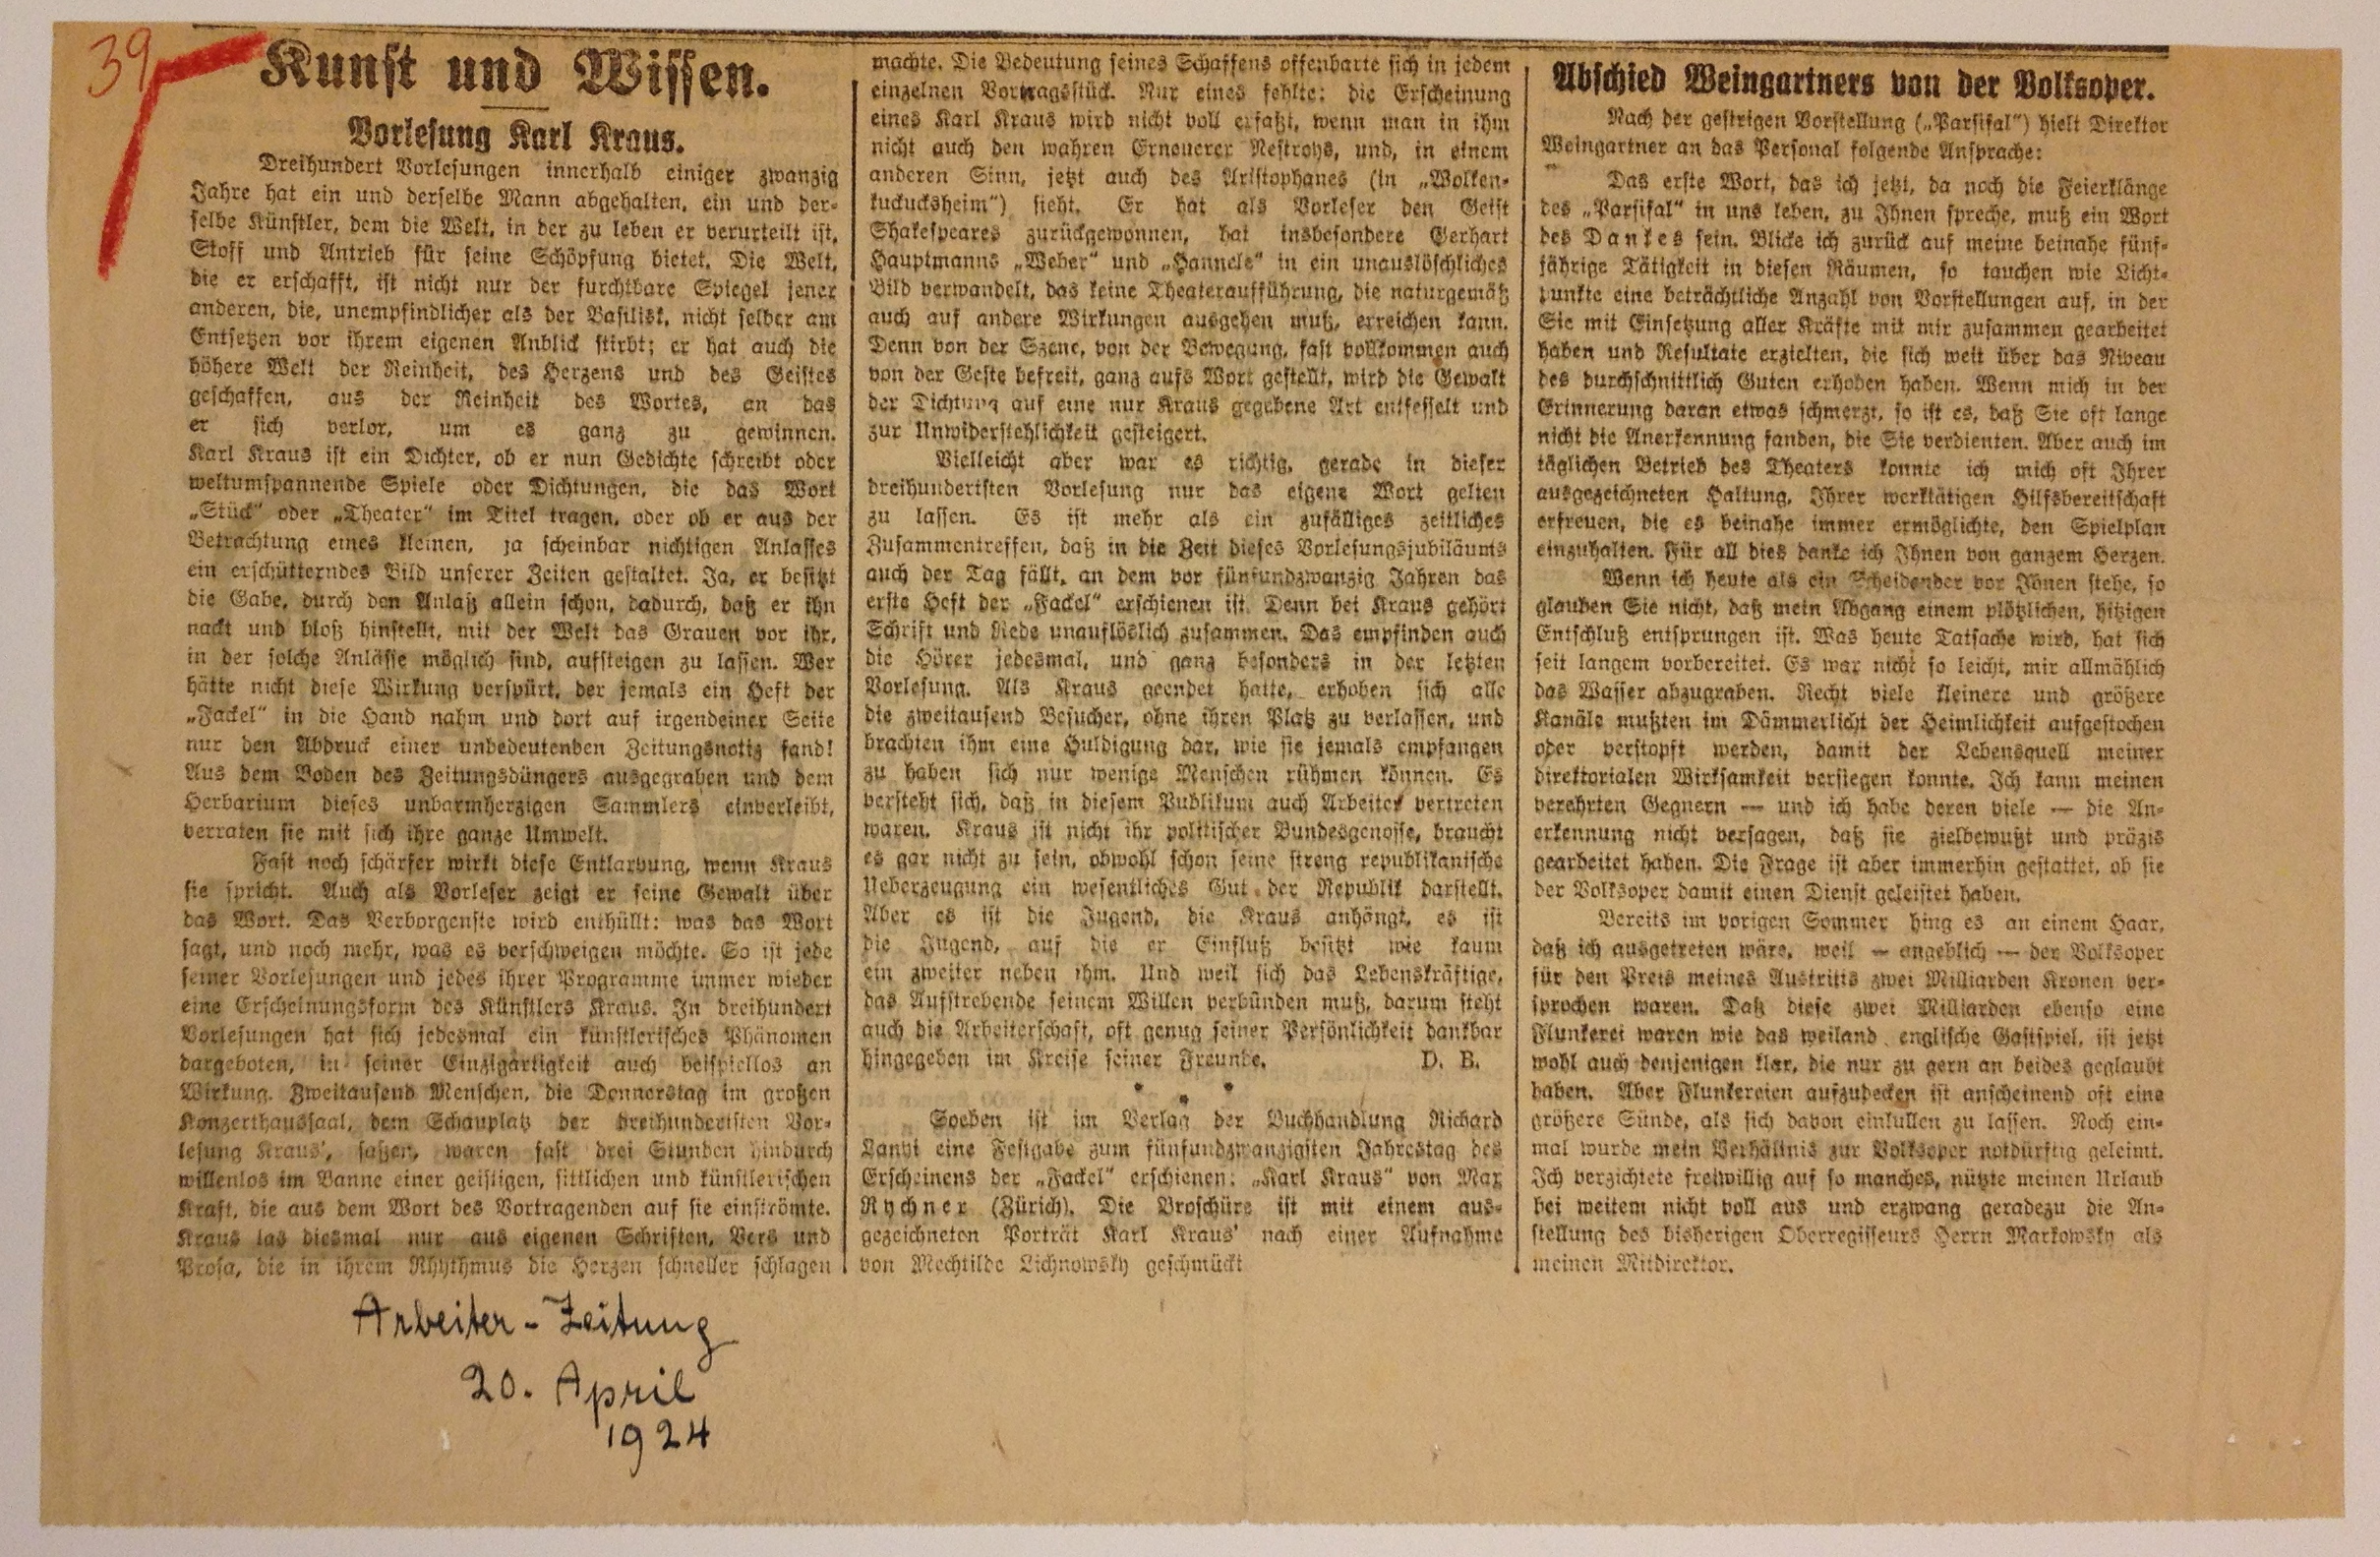 39
Kunst und Wissen.
Vorlesung Karl Kraus.
Dreihundert Vorlesungen innerhalb einiger zwanzig
Jahre hat ein und derselbe Mann abgehalten, ein und der-
selbe Künstler, dem die Welt, in der zu leben er verurteilt ist,
Stoff und Antrieb für seine Schöpfung bietet. Die Welt,
die er erschafft, ist nicht nur der furchtbare Spiegel jener
anderen, die, unempfindlicher als der Basilisk, nicht selber am
Entsetzen vor ihrem eigenen Anblick stirbt; er hat auch die
höhere Welt der Reinheit, des Herzens und des Geistes
geschaffen, aus der Reinheit des Wortes, an das
er sich verlor, um es ganz zu gewinnen.
Karl Kraus ist ein Dichter, ob er nun Gedichte schreibt oder
weltumspannende Spiele oder Dichtungen, die das Wort
„Stück“ oder „Theater“ im Titel tragen, oder ob er aus der
Betrachtung eines kleinen, ja scheinbar nichtigen Anlasses
ein erschütterndes Bild unserer Zeiten gestaltet. Ja, er besitzt
die Gabe, durch den Anlaß allein schon, dadurch, daß er ihn
nackt und bloß hinstellt, mit der Welt das Grauen vor ihr,
in der solche Anlässe möglich sind, aufsteigen zu lassen. Wer
hätte nicht diese Wirkung verspürt, der jemals ein Heft der
„Fackel“ in die Hand nahm und dort auf irgendeiner Seite
nur den Abdruck einer unbedeutenden Zeitungsnotiz fand!
Aus dem Boden des Zeitungsdüngers ausgegraben und dem
Herbarium dieses unbarmherzigen Sammlers einverleibt,
verraten sie mit sich ihre ganze Umwelt.
Fast noch schärfer wirkt diese Entlarvung, wenn Kraus
sie spricht. Auch als Vorleser zeigt er seine Gewalt über
das Wort. Das Verborgenste wird enthüllt: was das Wort
sagt, und noch mehr, was es verschweigen möchte. So ist jede
seiner Vorlesungen und jedes ihrer Programme immer wieder
eine Erscheinungsform des Künstlers Kraus. In dreihundert
Vorlesungen hat sich jedesmal ein künstlerisches Phänomen
dargeboten, in seiner Einzigartigkeit auch beispiellos an
Wirkung. Zweitausend Menschen, die Donnerstag im großen
Konzerthaussaal, dem Schauplatz der dreihundertsten Vor-
lesung Kraus', saßen, waren fast drei Stunden hindurch
willenlos im Banne einer geistigen, sittlichen und künstlerischen
Kraft, die aus dem Wort des Vortragenden auf sie einströmte.
Kraus las diesmal nur aus eigenen Schriften, Vers und
Prosa, die in ihrem Rhythmus die Herzen schneller schlagen
machte. Die Bedeutung seines Schaffens offenbarte sich in jedem
einzelnen Vortragsstück. Nur eines fehlte: die Erscheinung
eines Karl Kraus wird nicht voll erfaßt, wenn man in ihm
nicht auch den wahren Erneuerer Nestroys, und, in einem
anderen Sinn, jetzt auch des Aristophanes (in „Wolken-
kuckucksheim“) sieht. Er hat als Vorleser den Geist
Shakespeares zurückgewonnen, hat insbesondere Gerhart
Hauptmanns „Weber“ und „Hannele“ in ein unauslöschliches
Bild verwandelt, das keine Theateraufführung, die naturgemäß
auch auf andere Wirkungen ausgehen muß, erreichen kann.
Denn von der Szene, von der Bewegung, fast vollkommen auch
von der Geste befreit, ganz aufs Wort gestellt, wird die Gewalt
der Dichtung auf eine nur Kraus gegebene Art entfesselt und
zur Unwiderstehlichkeit gesteigert.
Vielleicht aber war es richtig, gerade in dieser
dreihundertsten Vorlesung nur das eigene Wort gelten
zu lassen. Es ist mehr als ein zufälliges zeitliches
Zusammentreffen, daß in die Zeit dieses Vorlesungsjubiläums
auch der Tag fällt, an dem vor fünfundzwanzig Jahren das
erste Heft der „Fackel“ erschienen ist. Denn bei Kraus gehört
Schrift und Rede unauflöslich zusammen. Das empfinden auch
die Hörer jedesmal, und ganz besonders in der letzten
Vorlesung. Als Kraus geendet hatte, erhoben sich alle
die zweitausend Besucher, ohne ihren Platz zu verlassen, und
brachten ihm eine Huldigung dar, wie sie jemals empfangen
zu haben sich nur wenige Menschen rühmen können. Es
versteht sich, daß in diesem Publikum auch Arbeiter vertreten
waren. Kraus ist nicht ihr politischer Bundesgenosse, braucht
es gar nicht zu sein, obwohl schon seine streng republikanische
Ueberzeugung ein wesentliches Gut der Republik darstellt.
Aber es ist die Jugend, die Kraus anhängt, es ist
die Jugend, auf die er Einfluß besitzt wie kaum
ein zweiter neben ihm. Und weil sich das Lebenskräftige,
das Aufstrebende seinem Willen verbünden muß, darum steht
auch die Arbeiterschaft, oft genug seiner Persönlichkeit dankbar
hingegeben im Kreise seiner Freunde. D. B.
* * *
Soeben ist im Verlag der Buchhandlung Richard
Lanyi eine Festgabe zum fünfundzwanzigsten Jahrestag des
Erscheinens der „Fackel“ erschienen: „Karl Kraus“ von Max
Rychner (Zürich). Die Broschüre ist mit einem aus-
gezeichneten Porträt Karl Kraus' nach einer Aufnahme
von Mechtilde Lichnowsky geschmückt
Abschied Weingartners von der Volksoper.
Nach der gestrigen Vorstellung („Parsifal“) hielt Direktor
Weingartner an das Personal folgende Ansprache:
Das erste Wort, das ich jetzt, da noch die Feierklänge
des „Parsifal“ in uns leben, zu Ihnen spreche, muß ein Wort
des Dankes sein. Blicke ich zurück auf meine beinahe fünf-
jährige Tätigkeit in diesen Räumen, so tauchen wie Licht-
punkte eine beträchtliche Anzahl von Vorstellungen auf, in der
Sie mit Einsetzung aller Kräfte mit mir zusammen gearbeitet
haben und Resultate erzielten, die sich weit über das Niveau
des durchschnittlich Guten erhoben haben. Wenn mich in der
Erinnerung daran etwas schmerzt, so ist es, daß Sie oft lange
nicht die Anerkennung fanden, die Sie verdienten. Aber auch im
täglichen Betrieb des Theaters konnte ich mich oft Ihrer
ausgezeichneten Haltung, Ihrer werktätigen Hilfsbereitschaft
erfreuen, die es beinahe immer ermöglichte, den Spielplan
einzuhalten. Für all dies danke ich Ihnen von ganzem Herzen.
Wenn ich heute als ein Scheidender vor Ihnen stehe, so
glauben Sie nicht, daß mein Abgang einem plötzlichen, hitzigen
Entschluß entsprungen ist. Was heute Tatsache wird, hat sich
seit langem vorbereitet. Es war nicht so leicht, mir allmählich
das Wasser abzugraben. Recht viele kleinere und größere
Kanäle mußten im Dämmerlicht der Heimlichkeit aufgestochen
oder verstopft werden, damit der Lebensquell meiner
direktorialen Wirksamkeit versiegen konnte. Ich kann meinen
verehrten Gegnern — und ich habe deren viele — die An-
erkennung nicht versagen, daß sie zielbewußt und präzis
gearbeitet haben. Die Frage ist aber immerhin gestattet, ob sie
der Volksoper damit einen Dienst geleistet haben.
Bereits im vorigen Sommer hing es an einem Haar,
daß ich ausgetreten wäre, weil — angeblich — der Volksoper
für den Preis meines Austritts zwei Milliarden Kronen ver-
sprochen waren. Daß diese zwei Milliarden ebenso eine
Flunkerei waren wie das weiland englische Gastspiel, ist jetzt
wohl auch denjenigen klar, die nur zu gern an beides geglaubt
haben. Aber Flunkereien aufzudecken ist anscheinend oft eine
größere Sünde, als sich davon einlullen zu lassen. Noch ein-
mal wurde mein Verhältnis zur Volksoper notdürftig geleimt.
Ich verzichtete freiwillig auf so manches, nützte meinen Urlaub
bei weitem nicht voll aus und erzwang geradezu die An-
stellung des bisherigen Oberregisseurs Herrn Markowsky als
meinen Mitdirektor.
Arbeiter-Zeitung
20. April
1924